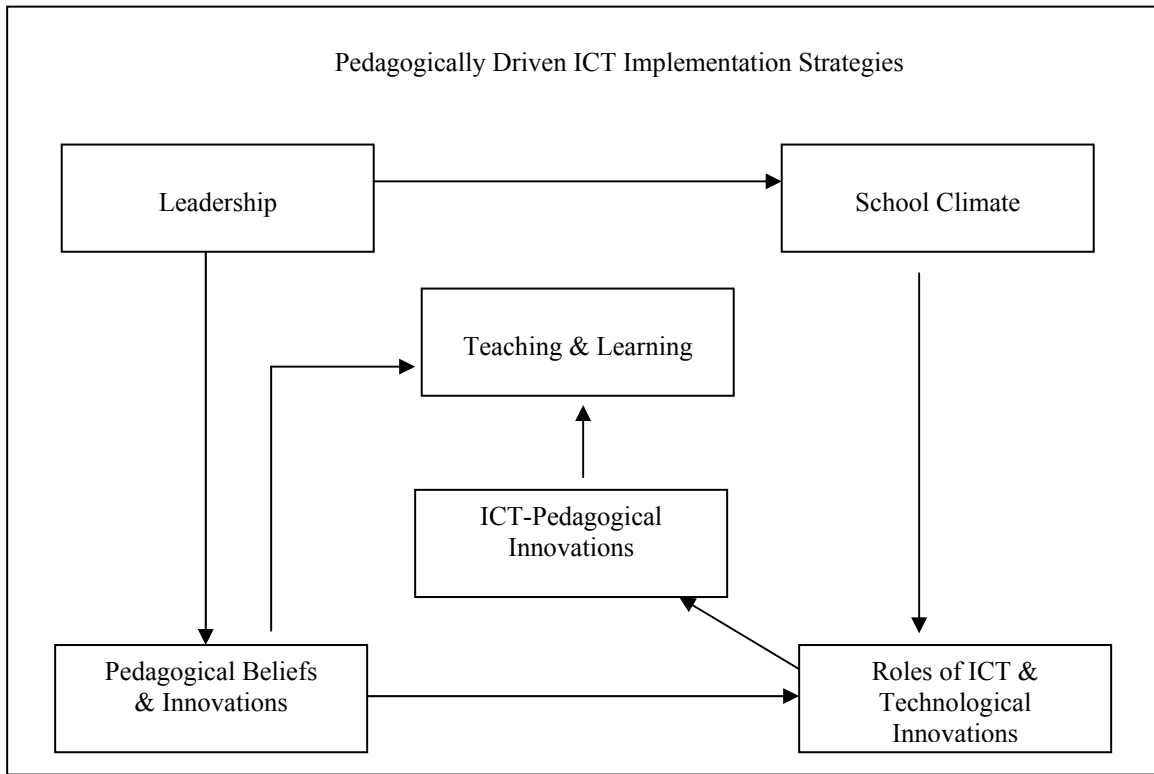 Pedagogically Driven ICT Implementation Strategies
Leadership
School Climate
Teaching & Learning
ICT-Pedagogical
Innovations
Pedagogical Beliefs
& Innovations
Roles of ICT &
Technological
Innovations